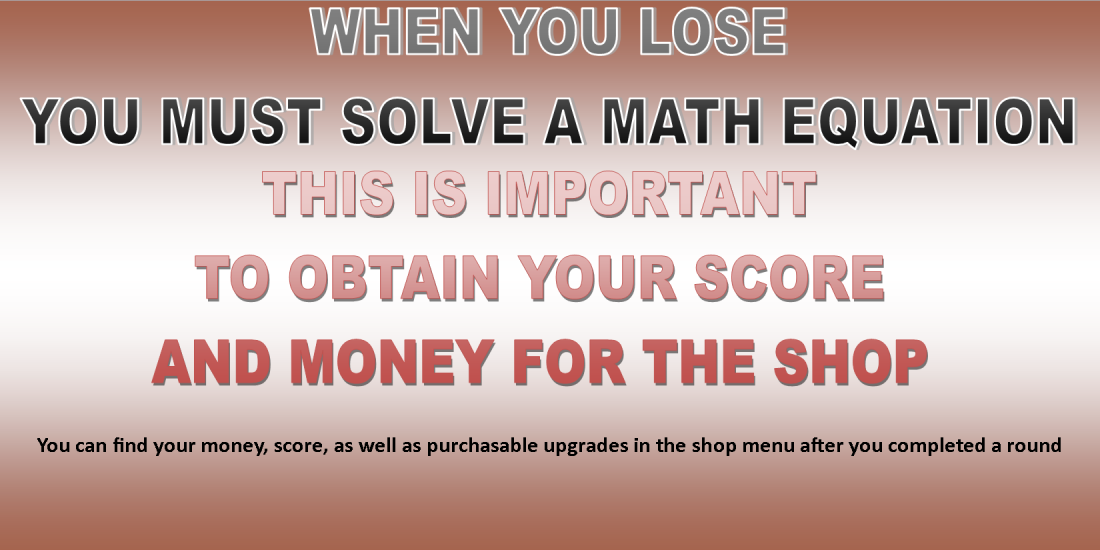 WHEN YOU LOSE
YOU MUST SOLVE A MATH EQUATION
THIS IS IMPORTANT
TO OBTAIN YOUR SCORE
AND MONEY FOR THE SHOP
You can find your money, score, as well as purchasable upgrades in the shop menu after you completed a round